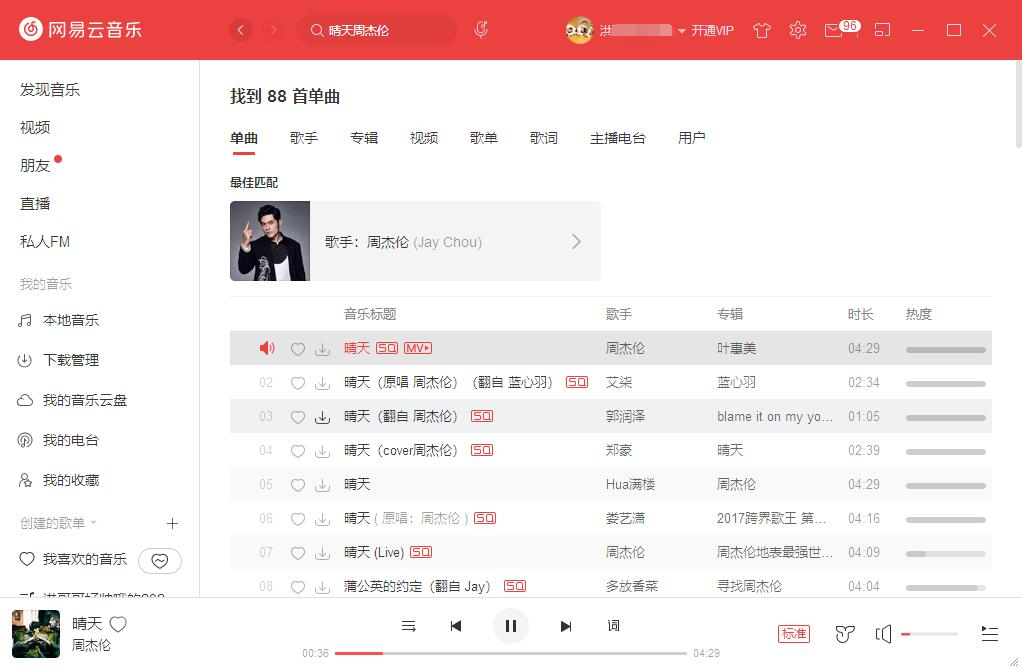 网易云音乐
晴天周杰伦
洪
开通VIP
96
发现音乐
视频
朋友
直播
私人FM
我的音乐
本地音乐
下载管理
我的音乐云盘
我的电台
我的收藏
创建的歌单
我喜欢的音乐
找到 88 首单曲
单曲 歌手 专辑 视频 歌单 歌词 主播电台 用户
最佳匹配
歌手：周杰伦 (Jay Chou)
音乐标题 歌手 专辑 时长 热度
晴天 SQ MV 周杰伦 叶惠美 04:29
02 晴天（原唱 周杰伦）（翻自 蓝心羽） SQ 艾柒 蓝心羽 02:34
03 晴天（翻自 周杰伦） SQ 郭润泽 blame it on my yo... 01:05
04 晴天（cover周杰伦） SQ 郑豪 晴天 02:39
05 晴天 Hua满楼 周杰伦 04:29
06 晴天 ( 原唱：周杰伦 ) SQ 娄艺潇 2017跨界歌王 第... 04:16
07 晴天 (Live) SQ 周杰伦 周杰伦地表最强世... 04:09
08 蒲公英的约定（翻自 Jay） SQ 多放香菜 寻找周杰伦 04:04
晴天
周杰伦
词
00:36
04:29
标准